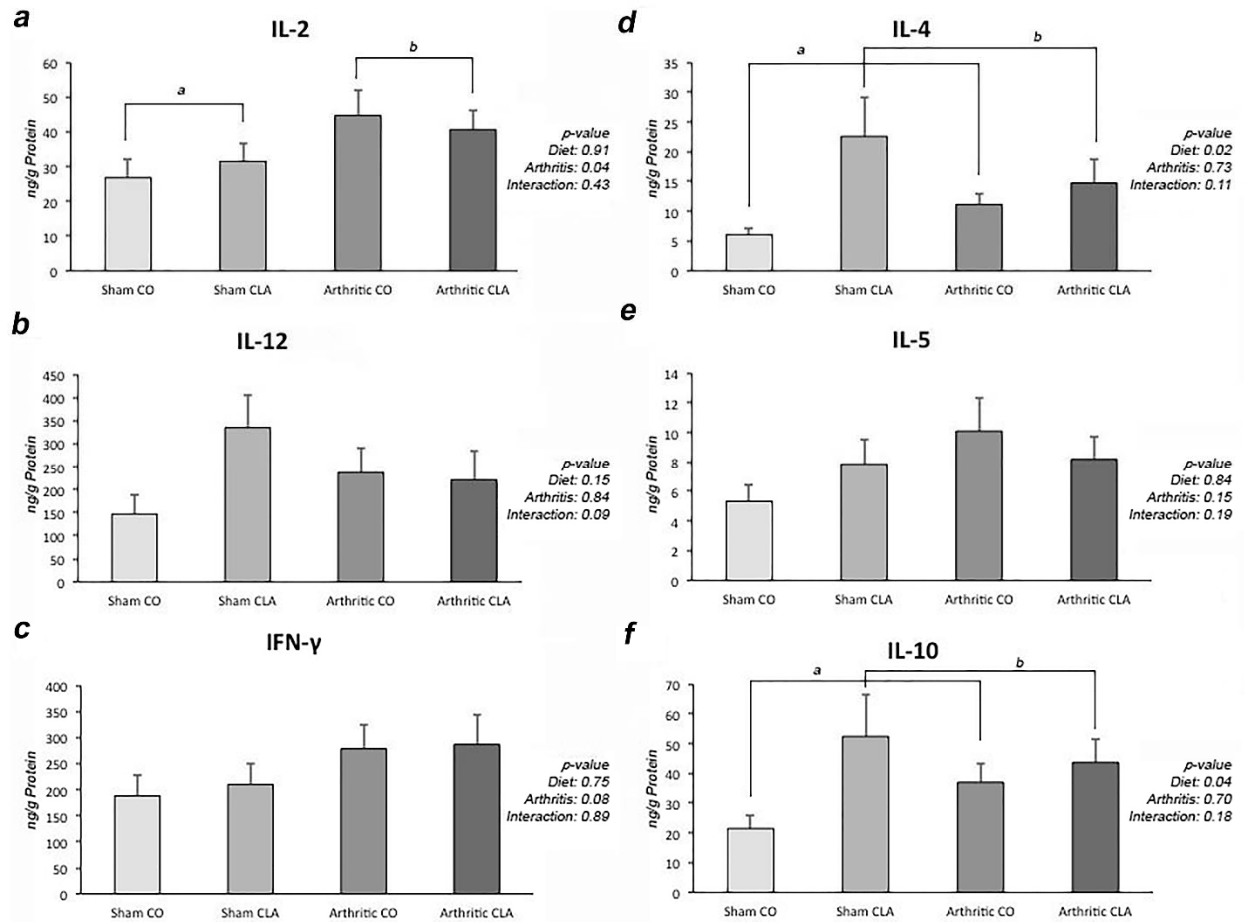 a
IL-2
60
50
40
30
20
10
0
ng/g Protein
a
b
Sham CO Sham CLA Arthritic CO Arthritic CLA
p-value
Diet: 0.91
Arthritis: 0.04
Interaction: 0.43
b
IL-12
450
400
350
300
250
200
150
100
50
0
ng/g Protein
Sham CO Sham CLA Arthritic CO Arthritic CLA
p-value
Diet: 0.15
Arthritis: 0.84
Interaction: 0.09
c
IFN-γ
400
350
300
250
200
150
100
50
0
ng/g Protein
Sham CO Sham CLA Arthritic CO Arthritic CLA
p-value
Diet: 0.75
Arthritis: 0.08
Interaction: 0.89
d
IL-4
35
30
25
20
15
10
5
0
ng/g Protein
a
b
Sham CO Sham CLA Arthritic CO Arthritic CLA
p-value
Diet: 0.02
Arthritis: 0.73
Interaction: 0.11
e
IL-5
14
12
10
8
6
4
2
0
ng/g Protein
Sham CO Sham CLA Arthritic CO Arthritic CLA
p-value
Diet: 0.84
Arthritis: 0.15
Interaction: 0.19
f
IL-10
70
60
50
40
30
20
10
0
ng/g Protein
a
b
Sham CO Sham CLA Arthritic CO Arthritic CLA
p-value
Diet: 0.04
Arthritis: 0.70
Interaction: 0.18